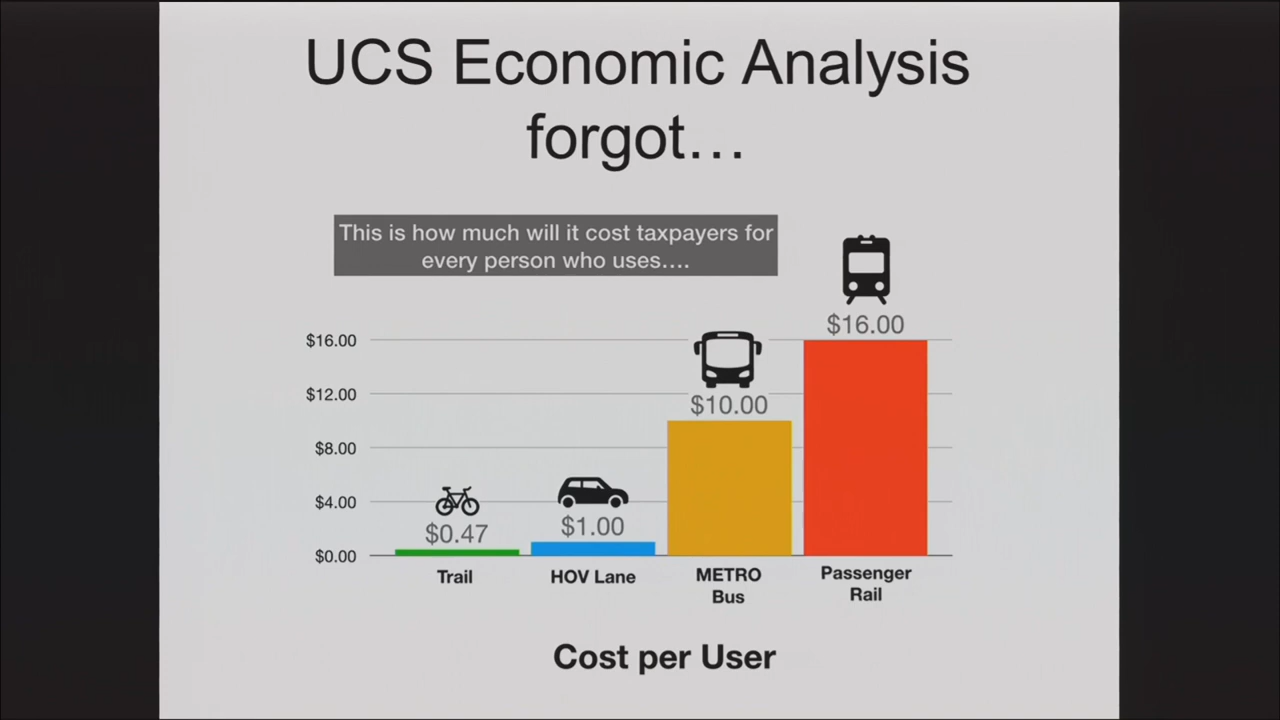 UCS Economic Analysis
forgot…
This is how much will it cost taxpayers for
every person who uses….
$16.00
$16.00
$12.00
$10.00
$8.00
$4.00
$0.47
$1.00
$0.00
Trail
HOV Lane
METRO
Bus
Passenger
Rail
Cost per User